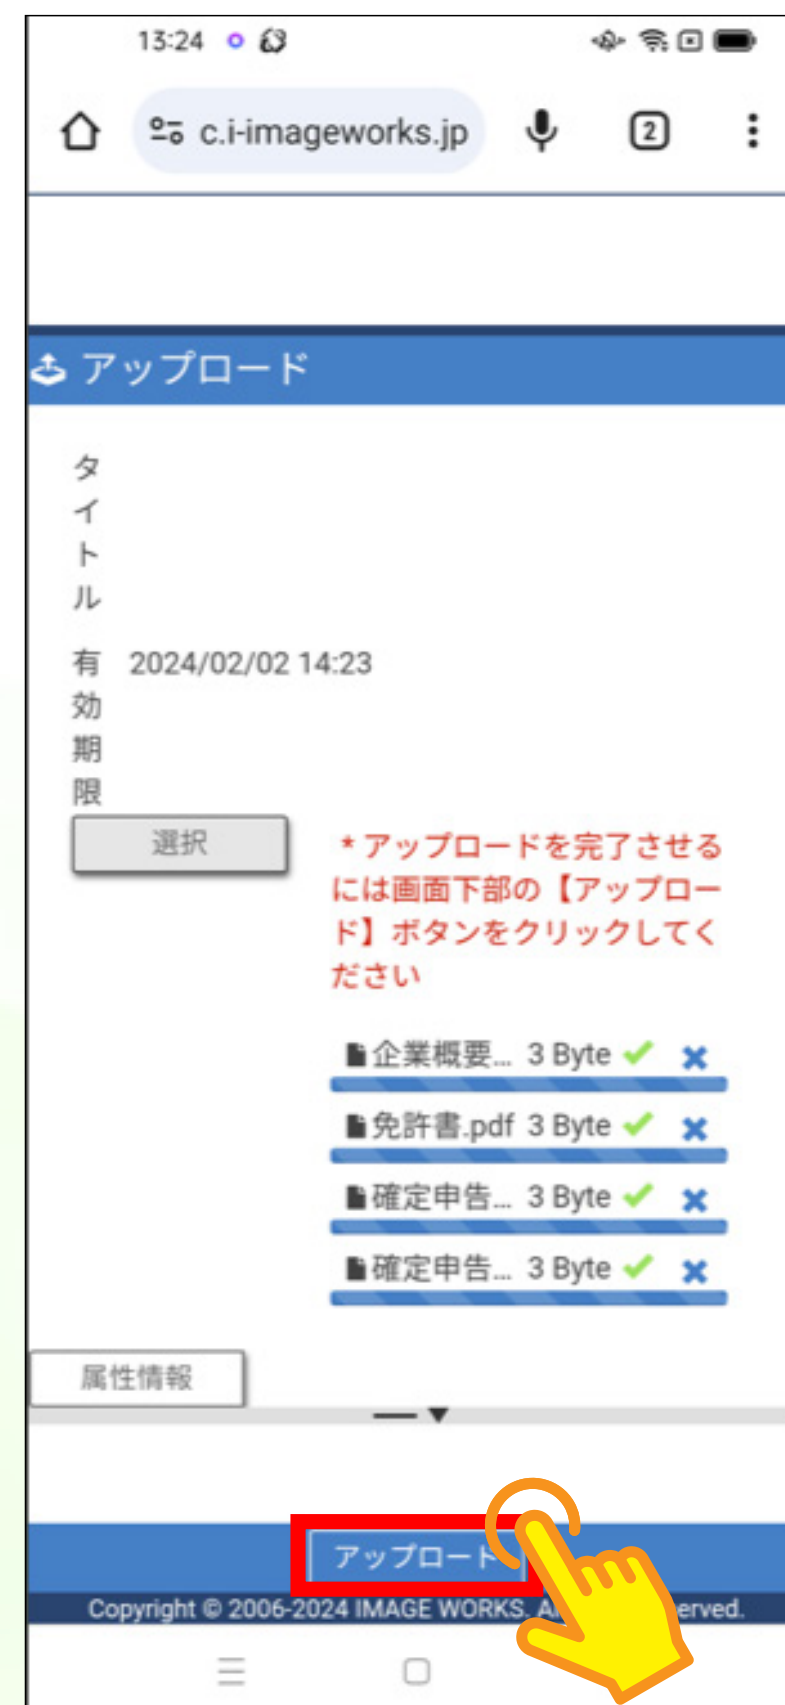 13:24
c.i-imageworks.jp
2
アップロード
タイトル
有効期限 2024/02/02 14:23
選択
* アップロードを完了させる
には画面下部の【アップロー
ド】ボタンをクリックしてく
ださい
企業概要... 3 Byte
免許書.pdf 3 Byte
確定申告... 3 Byte
確定申告... 3 Byte
属性情報
アップロード
Copyright © 2006-2024 IMAGE WORKS.